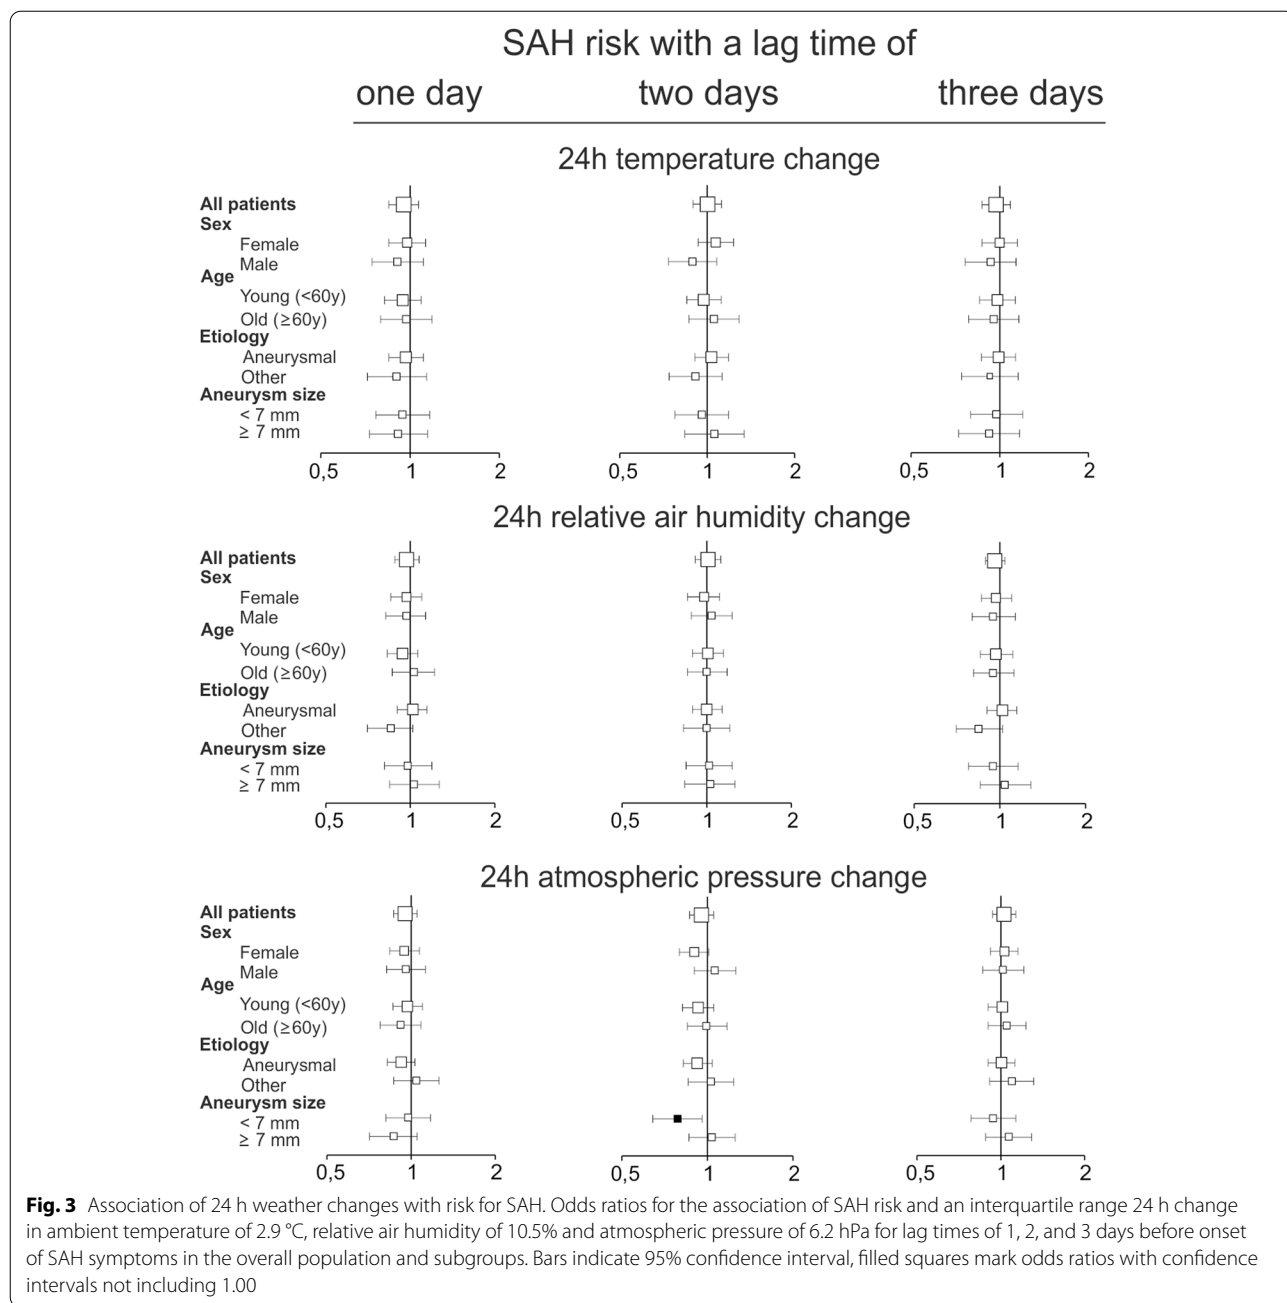 SAH risk with a lag time of
one day two days three days
24h temperature change
All patients
Sex
Female
Male
Age
Young (<60y)
Old (≥60y)
Etiology
Aneurysmal
Other
Aneurysm size
< 7 mm
≥ 7 mm
0,5 1 2 0,5 1 2 0,5 1 2
24h relative air humidity change
All patients
Sex
Female
Male
Age
Young (<60y)
Old (≥60y)
Etiology
Aneurysmal
Other
Aneurysm size
< 7 mm
≥ 7 mm
0,5 1 2 0,5 1 2 0,5 1 2
24h atmospheric pressure change
All patients
Sex
Female
Male
Age
Young (<60y)
Old (≥60y)
Etiology
Aneurysmal
Other
Aneurysm size
< 7 mm
≥ 7 mm
0,5 1 2 0,5 1 2 0,5 1 2
Fig. 3 Association of 24 h weather changes with risk for SAH. Odds ratios for the association of SAH risk and an interquartile range 24 h change
in ambient temperature of 2.9 °C, relative air humidity of 10.5% and atmospheric pressure of 6.2 hPa for lag times of 1, 2, and 3 days before onset
of SAH symptoms in the overall population and subgroups. Bars indicate 95% confidence interval, filled squares mark odds ratios with confidence
intervals not including 1.00